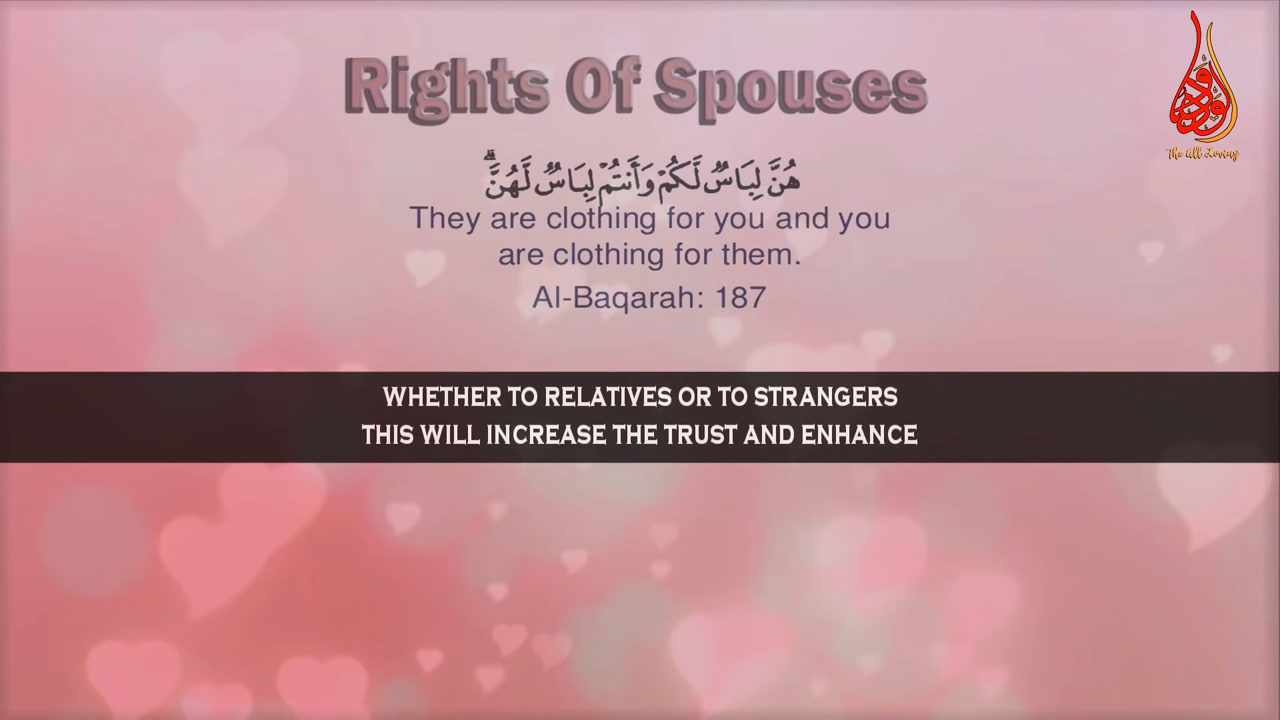 Rights Of Spouses
هُنَّ لِبَاسٌ لَّكُمْ وَأَنتُمْ لِبَاسٌ لَّهُنَّ ۗ
They are clothing for you and you
are clothing for them.
Al-Baqarah: 187
WHETHER TO RELATIVES OR TO STRANGERS
THIS WILL INCREASE THE TRUST AND ENHANCE
الودود
The All Loving